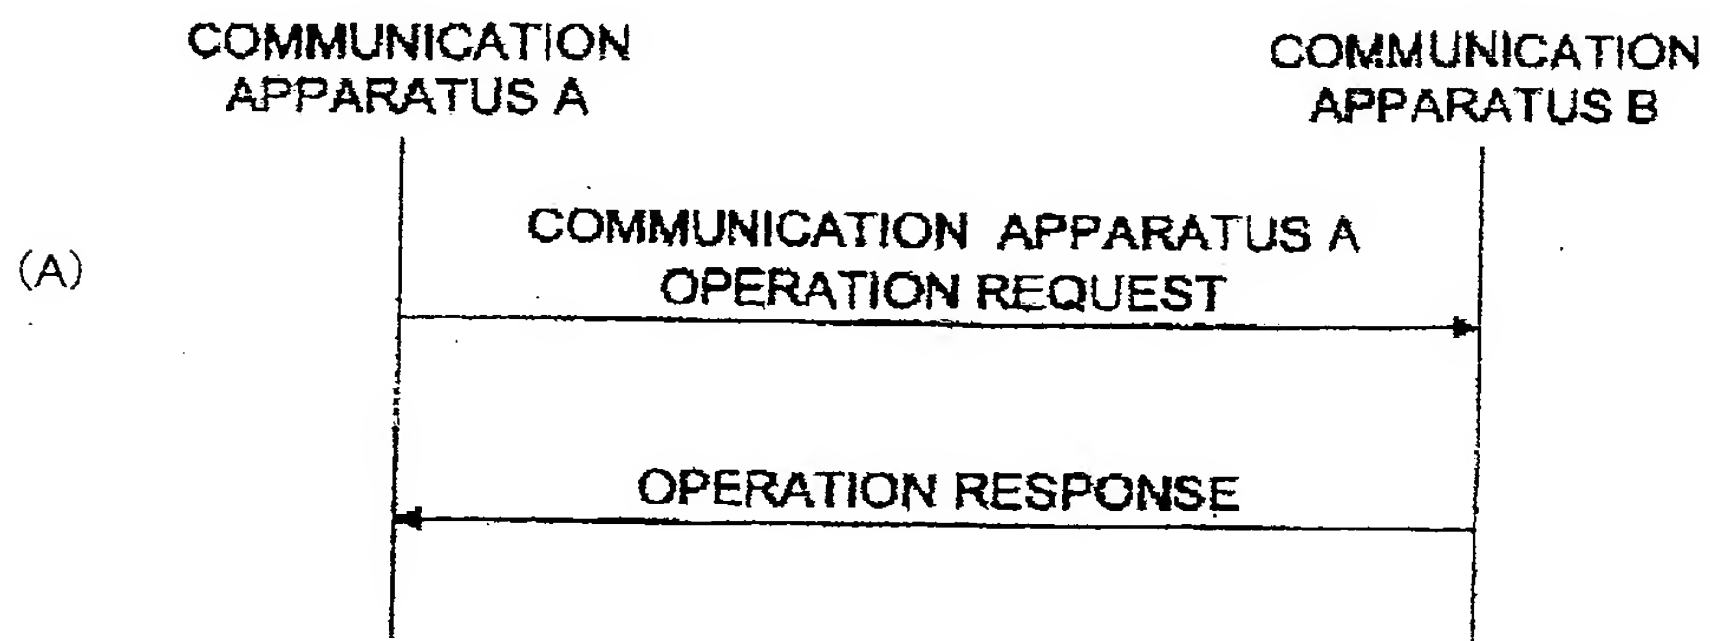 COMMUNICATION
APPARATUS A
COMMUNICATION
APPARATUS B
(A)
COMMUNICATION APPARATUS A
OPERATION REQUEST
OPERATION RESPONSE